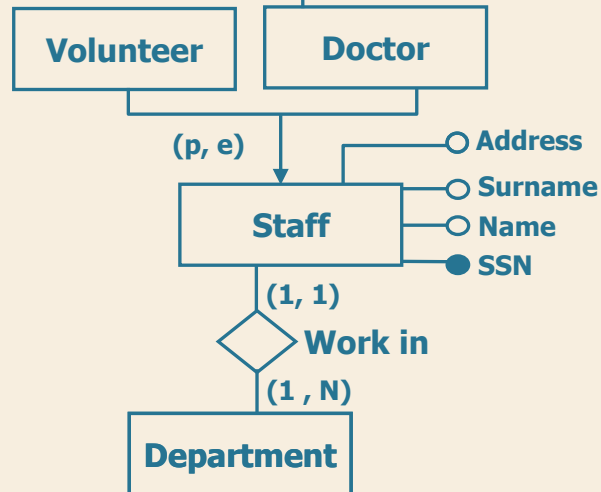 Volunteer
Doctor
(p, e)
Address
Surname
Staff
Name
SSN
(1, 1)
Work in
(1 , N)
Department